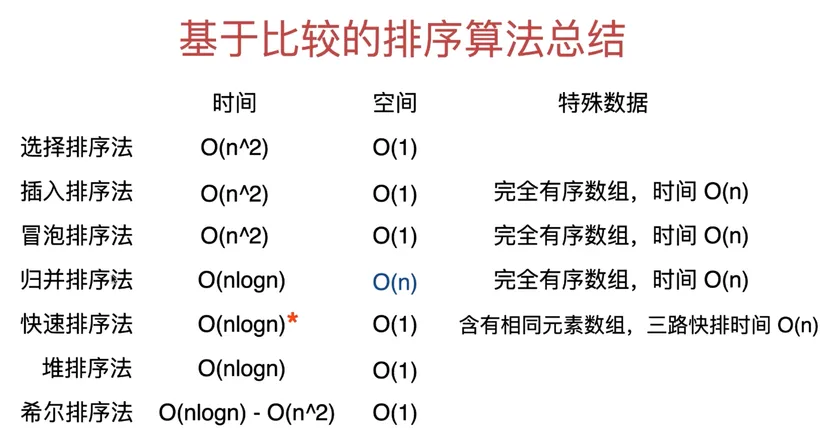 基于比较的排序算法总结
时间 空间 特殊数据
选择排序法 O(n^2) O(1)
插入排序法 O(n^2) O(1) 完全有序数组，时间 O(n)
冒泡排序法 O(n^2) O(1) 完全有序数组，时间 O(n)
归并排序法 O(nlogn) O(n) 完全有序数组，时间 O(n)
快速排序法 O(nlogn)* O(1) 含有相同元素数组，三路快排时间 O(n)
堆排序法 O(nlogn) O(1)
希尔排序法 O(nlogn) - O(n^2) O(1)